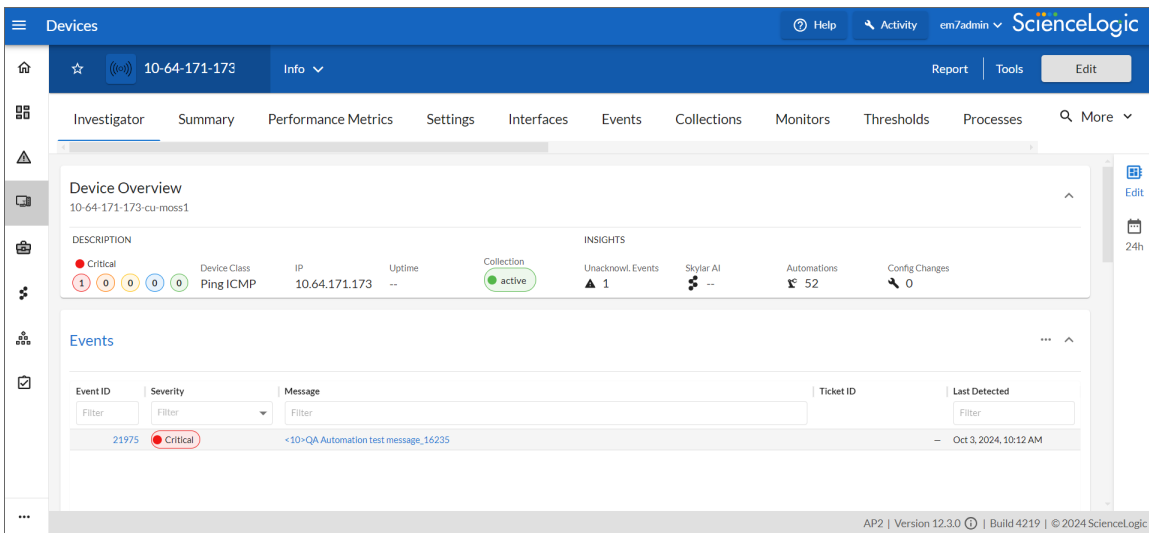 Devices
Help
Activity
em7admin
ScienceLogic
10-64-171-173
Info
Report
Tools
Edit
Investigator
Summary
Performance Metrics
Settings
Interfaces
Events
Collections
Monitors
Thresholds
Processes
More
Device Overview
10-64-171-173-cu-moss1
Edit
24h
DESCRIPTION
INSIGHTS
Critical
1 0 0 0 0
Device Class
Ping ICMP
IP
10.64.171.173
Uptime
--
Collection
active
Unacknowl. Events
1
Skylar AI
--
Automations
52
Config Changes
0
Events
Event ID
Severity
Message
Ticket ID
Last Detected
Filter
Filter
Filter
Filter
21975
Critical
<10>QA Automation test message_16235
—
Oct 3, 2024, 10:12 AM
AP2 | Version 12.3.0 | Build 4219 | © 2024 ScienceLogic